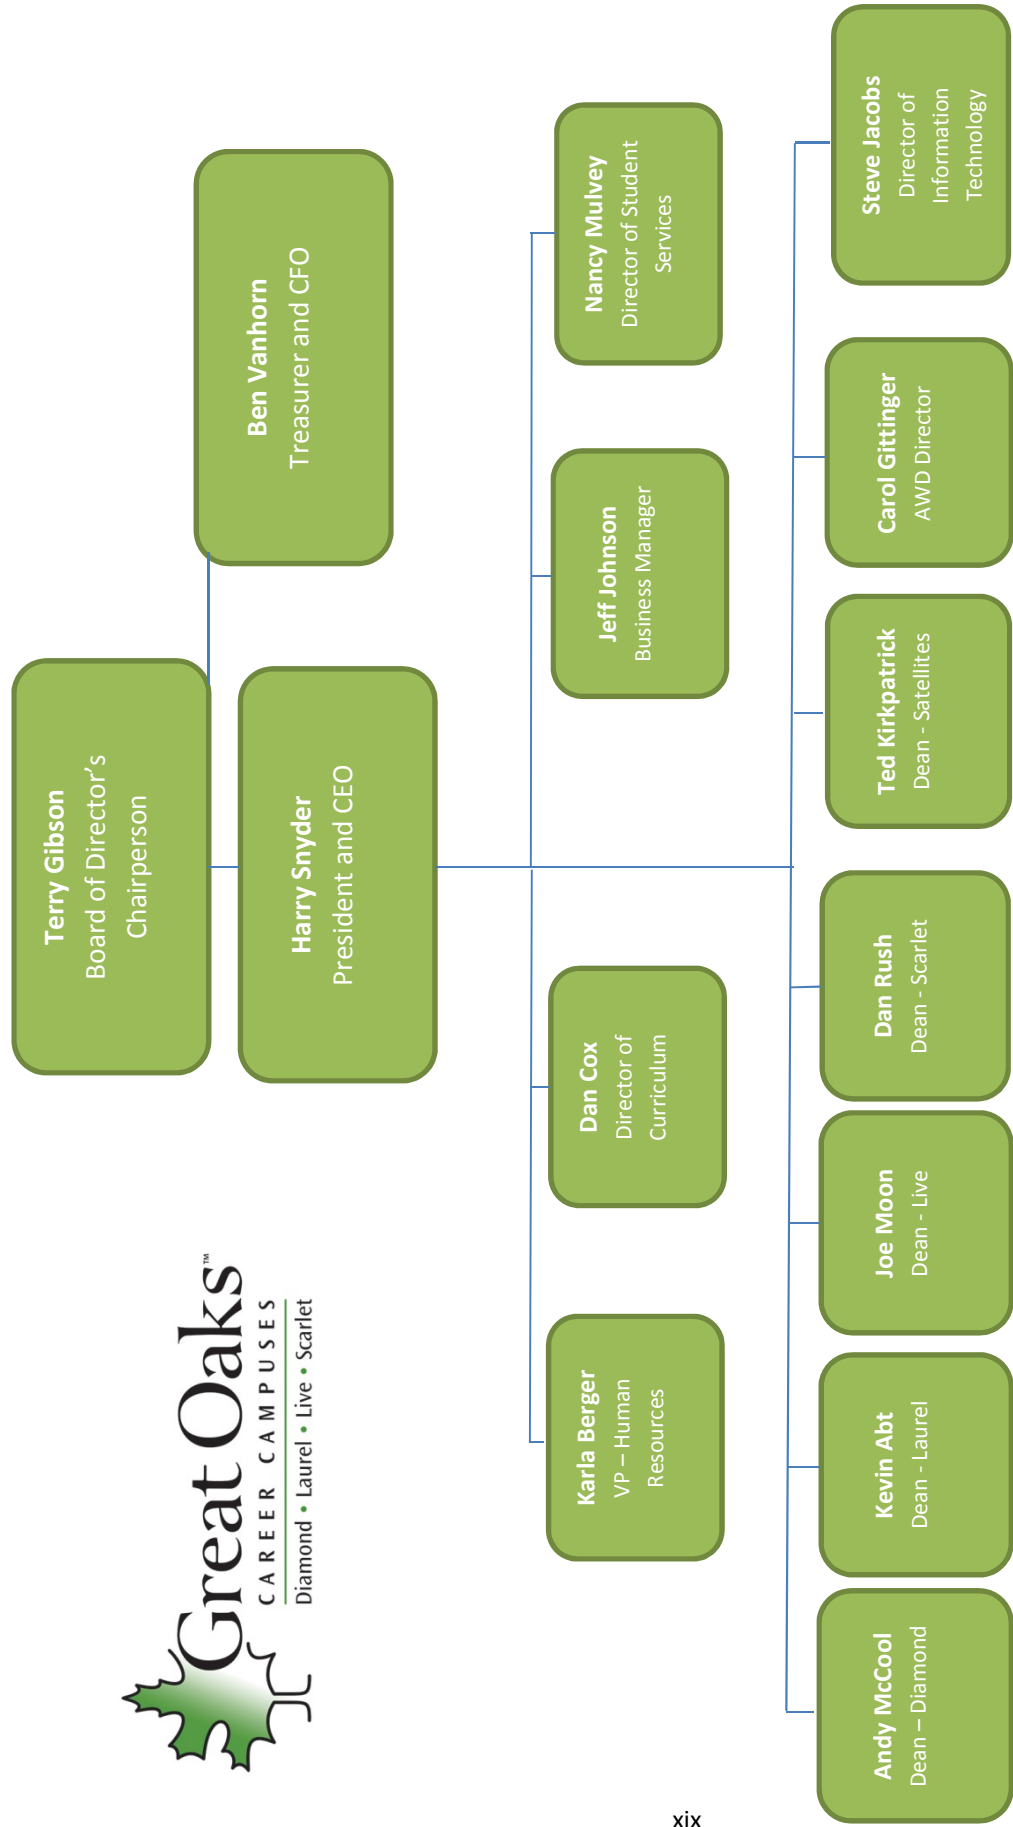 Great Oaks™
CAREER CAMPUSES
Diamond • Laurel • Live • Scarlet
Terry Gibson
Board of Director’s
Chairperson
Ben Vanhorn
Treasurer and CFO
Harry Snyder
President and CEO
Karla Berger
VP – Human
Resources
Dan Cox
Director of
Curriculum
Jeff Johnson
Business Manager
Nancy Mulvey
Director of Student
Services
Andy McCool
Dean – Diamond
Kevin Abt
Dean - Laurel
Joe Moon
Dean - Live
Dan Rush
Dean - Scarlet
Ted Kirkpatrick
Dean - Satellites
Carol Gittinger
AWD Director
Steve Jacobs
Director of
Information
Technology
xix